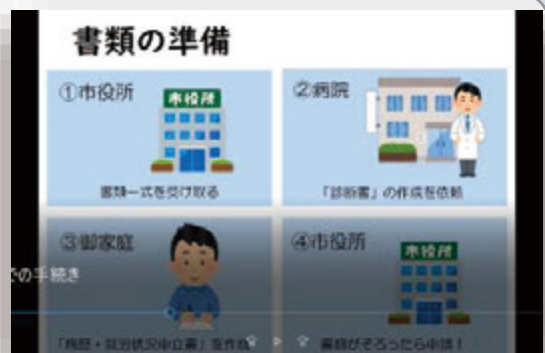 書類の準備
①市役所
市役所
書類一式を受け取る
②病院
「診断書」の作成を依頼
③御家庭
での手続き
「病歴・就労状況申立書」を作成
④市役所
市役所
書類がそろったら申請！